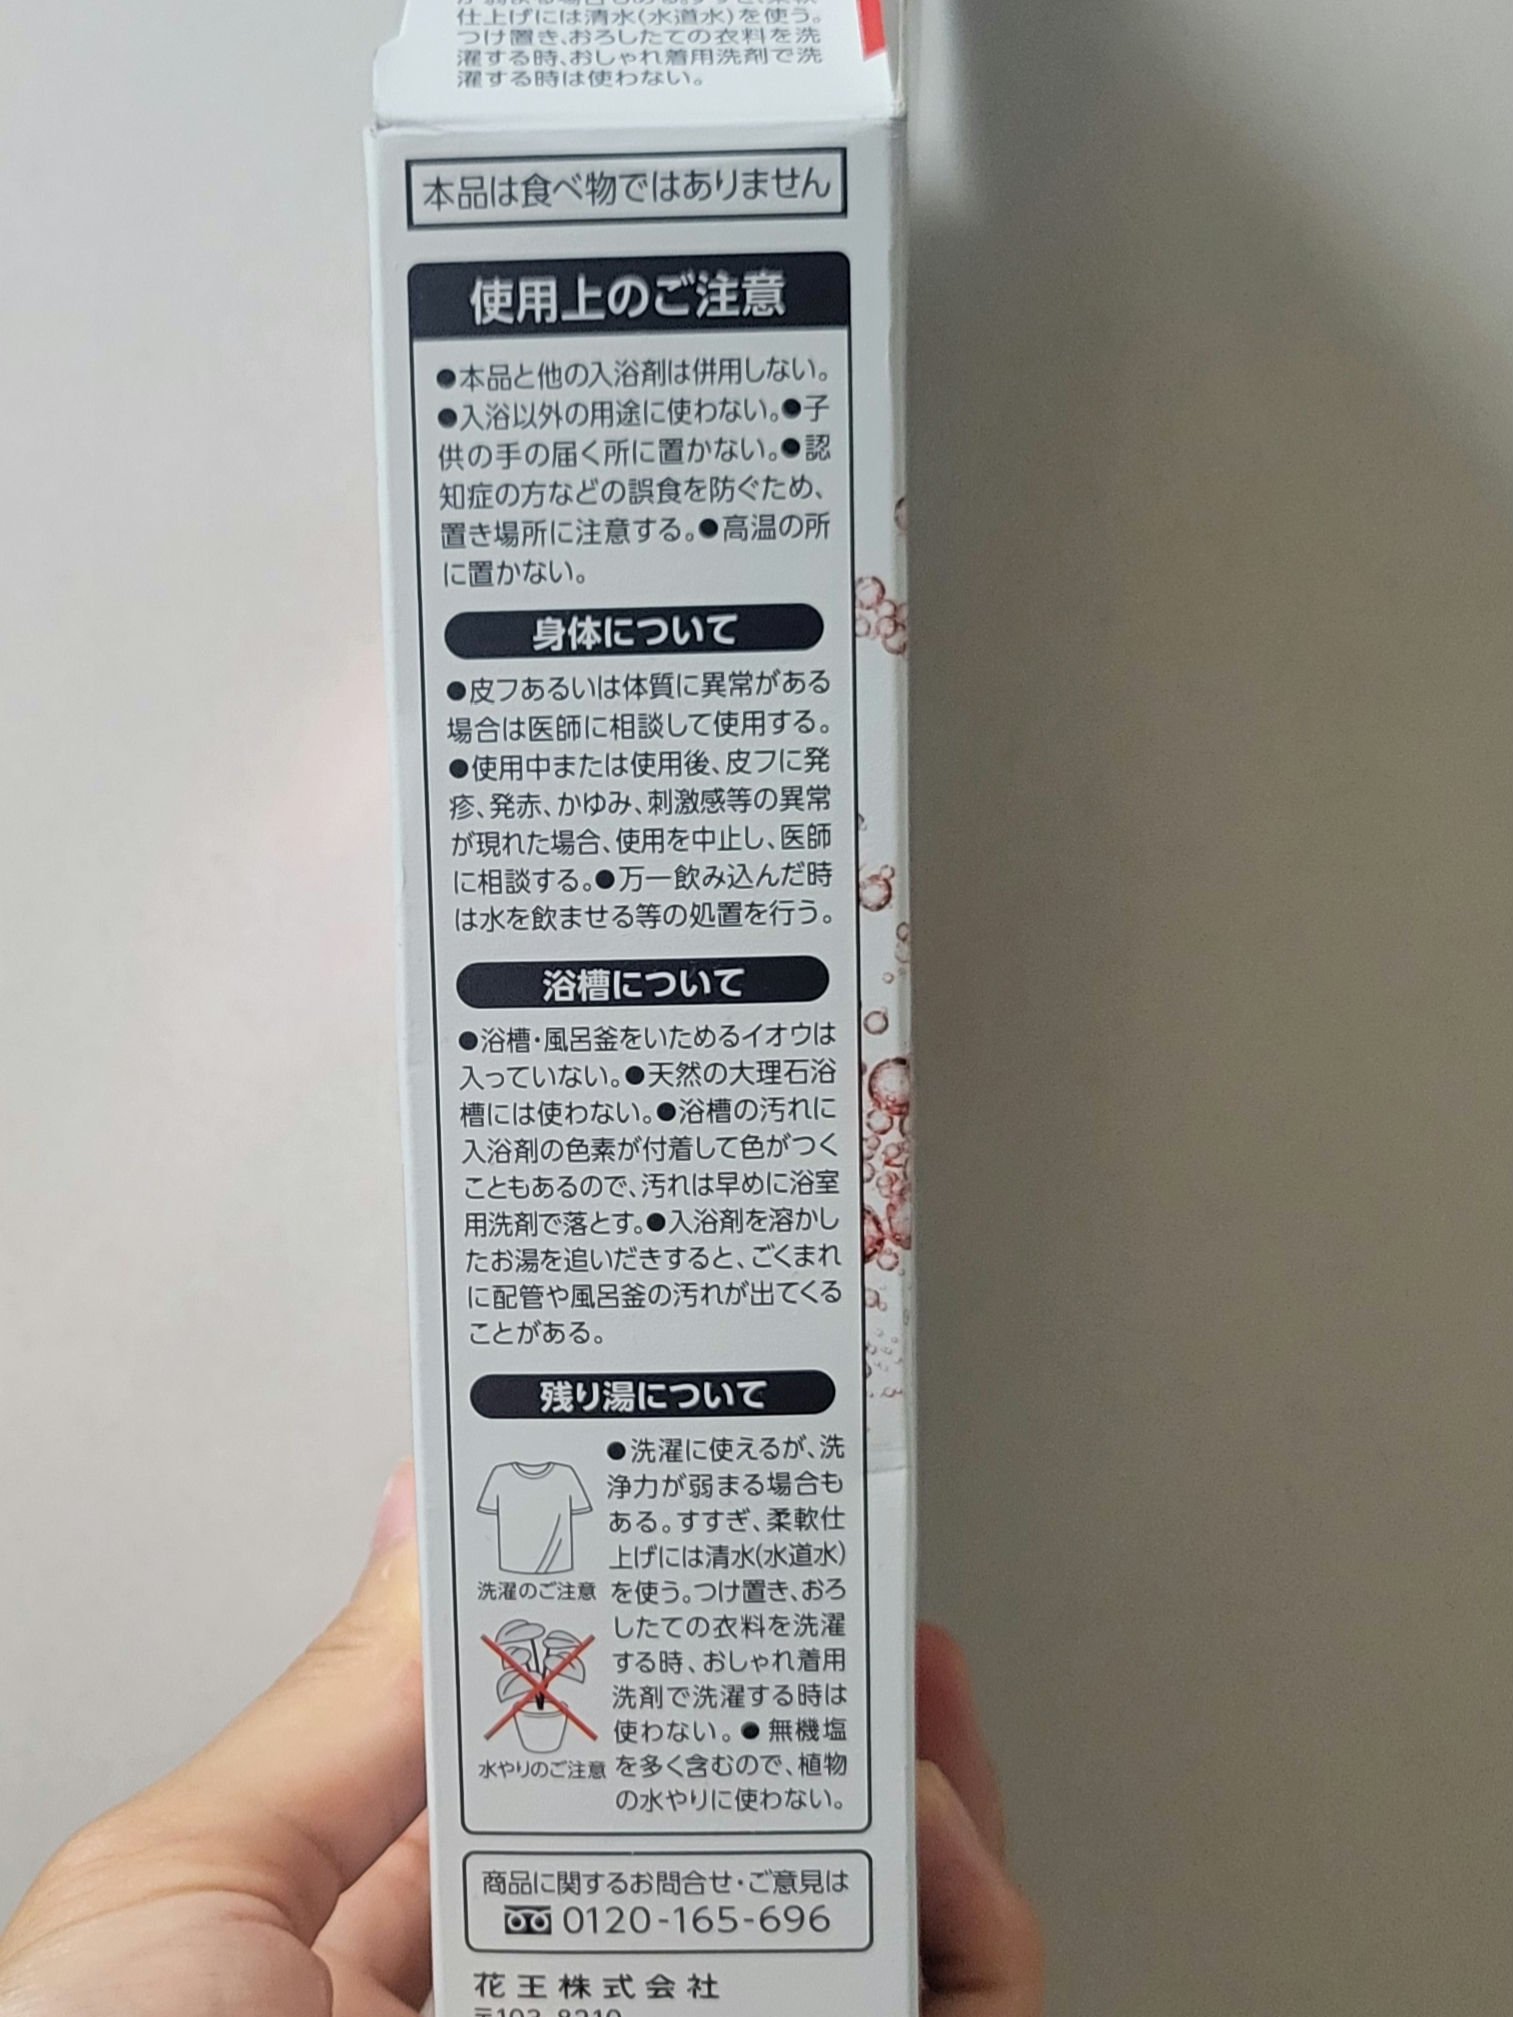 仕上げには清水(水道水)を使う。
つけ置き、おろしたての衣料を洗
濯する時、おしゃれ着用洗剤で洗
濯する時は使わない。
本品は食べ物ではありません
使用上のご注意
●本品と他の入浴剤は併用しない。
●入浴以外の用途に使わない。●子
供の手の届く所に置かない。●認
知症の方などの誤食を防ぐため、
置き場所に注意する。●高温の所
に置かない。
身体について
●皮フあるいは体質に異常がある
場合は医師に相談して使用する。
●使用中または使用後、皮フに発
疹、発赤、かゆみ、刺激感等の異常
が現れた場合、使用を中止し、医師
に相談する。●万一飲み込んだ時
は水を飲ませる等の処置を行う。
浴槽について
●浴槽・風呂釜をいためるイオウは
入っていない。●天然の大理石浴
槽には使わない。●浴槽の汚れに
入浴剤の色素が付着して色がつく
こともあるので、汚れは早めに浴室
用洗剤で落とす。●入浴剤を溶かし
たお湯を追いだきすると、ごくまれ
に配管や風呂釜の汚れが出てくる
ことがある。
残り湯について
●洗濯に使えるが、洗
浄力が弱まる場合も
ある。すすぎ、柔軟仕
上げには清水(水道水)
を使う。つけ置き、おろ
したての衣料を洗濯
する時、おしゃれ着用
洗剤で洗濯する時は
使わない。●無機塩
を多く含むので、植物
の水やりに使わない。
洗濯のご注意
水やりのご注意
商品に関するお問合せ・ご意見は
0120-165-696
花王株式会社